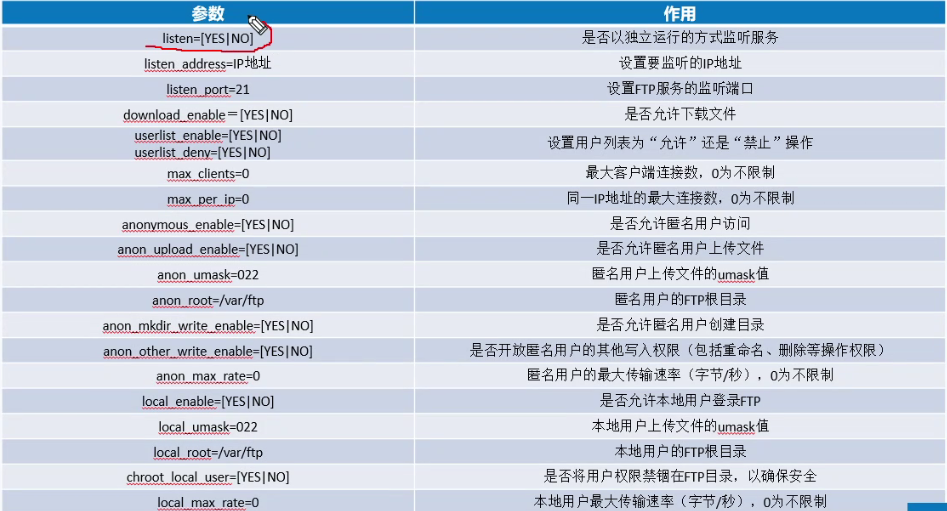 参数 作用
listen=[YES|NO] 是否以独立运行的方式监听服务
listen_address=IP地址 设置要监听的IP地址
listen_port=21 设置FTP服务的监听端口
download_enable＝[YES|NO] 是否允许下载文件
userlist_enable=[YES|NO]
userlist_deny=[YES|NO] 设置用户列表为“允许”还是“禁止”操作
max_clients=0 最大客户端连接数，0为不限制
max_per_ip=0 同一IP地址的最大连接数，0为不限制
anonymous_enable=[YES|NO] 是否允许匿名用户访问
anon_upload_enable=[YES|NO] 是否允许匿名用户上传文件
anon_umask=022 匿名用户上传文件的umask值
anon_root=/var/ftp 匿名用户的FTP根目录
anon_mkdir_write_enable=[YES|NO] 是否允许匿名用户创建目录
anon_other_write_enable=[YES|NO] 是否开放匿名用户的其他写入权限（包括重命名、删除等操作权限）
anon_max_rate=0 匿名用户的最大传输速率（字节/秒），0为不限制
local_enable=[YES|NO] 是否允许本地用户登录FTP
local_umask=022 本地用户上传文件的umask值
local_root=/var/ftp 本地用户的FTP根目录
chroot_local_user=[YES|NO] 是否将用户权限禁锢在FTP目录，以确保安全
local_max_rate=0 本地用户最大传输速率（字节/秒），0为不限制